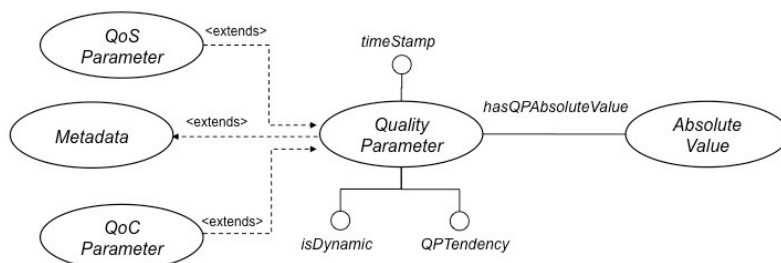 QoS
Parameter
<extends>
timeStamp
Metadata
<extends>
Quality
Parameter
hasQPAbsoluteValue
Absolute
Value
QoC
Parameter
<extends>
isDynamic
QPTendency